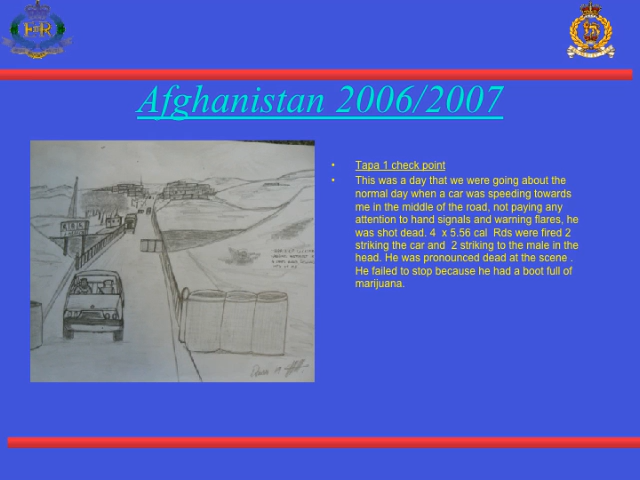 Afghanistan 2006/2007
• Tapa 1 check point
• This was a day that we were going about the
normal day when a car was speeding towards
me in the middle of the road, not paying any
attention to hand signals and warning flares, he
was shot dead. 4 x 5.56 cal Rds were fired 2
striking the car and 2 striking to the male in the
head. He was pronounced dead at the scene .
He failed to stop because he had a boot full of
marijuana.